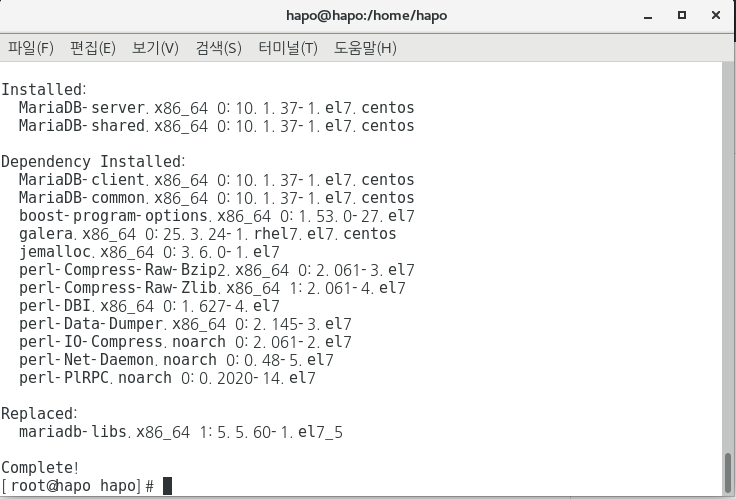 hapo@hapo:/home/hapo
파일(F) 편집(E) 보기(V) 검색(S) 터미널(T) 도움말(H)
Installed:
MariaDB-server.x86_64 0:10.1.37-1.el7.centos
MariaDB-shared.x86_64 0:10.1.37-1.el7.centos
Dependency Installed:
MariaDB-client.x86_64 0:10.1.37-1.el7.centos
MariaDB-common.x86_64 0:10.1.37-1.el7.centos
boost-program-options.x86_64 0:1.53.0-27.el7
galera.x86_64 0:25.3.24-1.rhel7.el7.centos
jemalloc.x86_64 0:3.6.0-1.el7
perl-Compress-Raw-Bzip2.x86_64 0:2.061-3.el7
perl-Compress-Raw-Zlib.x86_64 1:2.061-4.el7
perl-DBI.x86_64 0:1.627-4.el7
perl-Data-Dumper.x86_64 0:2.145-3.el7
perl-IO-Compress.noarch 0:2.061-2.el7
perl-Net-Daemon.noarch 0:0.48-5.el7
perl-PlRPC.noarch 0:0.2020-14.el7
Replaced:
mariadb-libs.x86_64 1:5.5.60-1.el7_5
Complete!
[root@hapo hapo]#